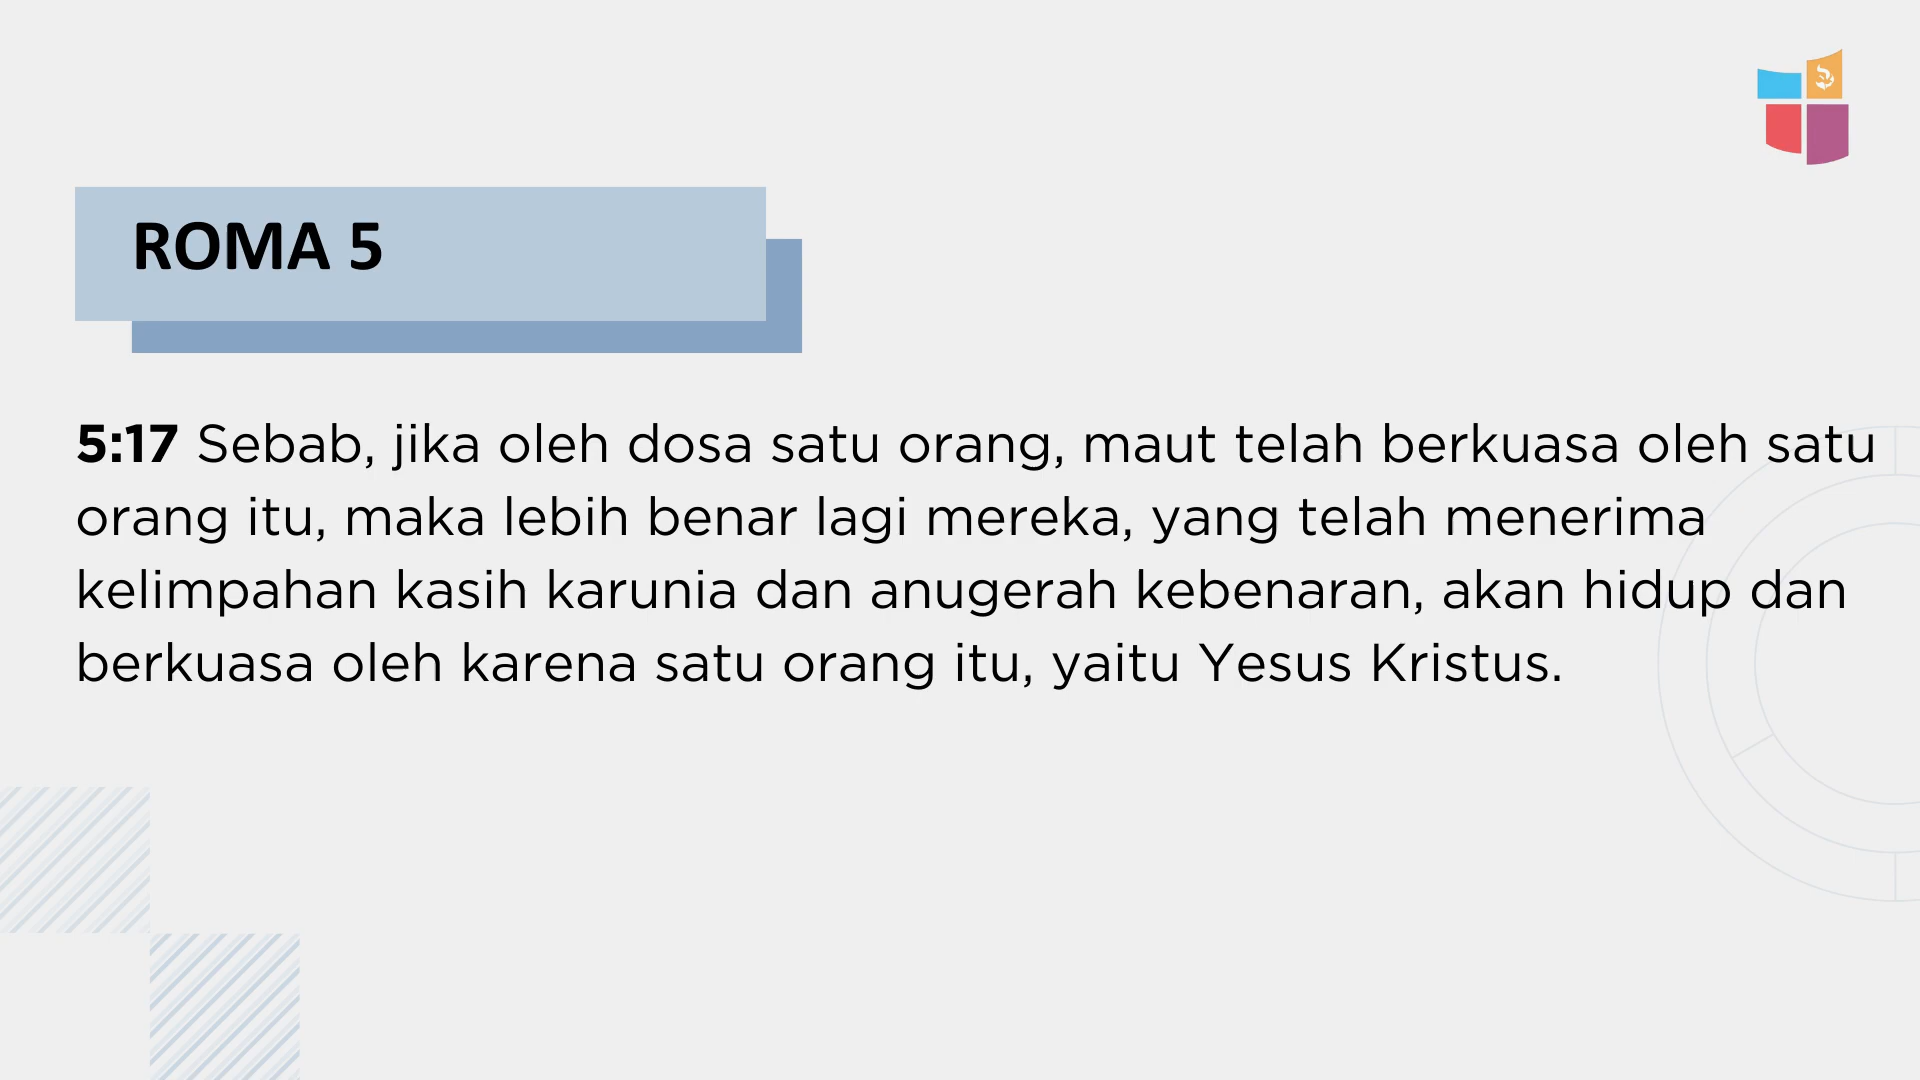 ROMA 5
5:17 Sebab, jika oleh dosa satu orang, maut telah berkuasa oleh satu
orang itu, maka lebih benar lagi mereka, yang telah menerima
kelimpahan kasih karunia dan anugerah kebenaran, akan hidup dan
berkuasa oleh karena satu orang itu, yaitu Yesus Kristus.